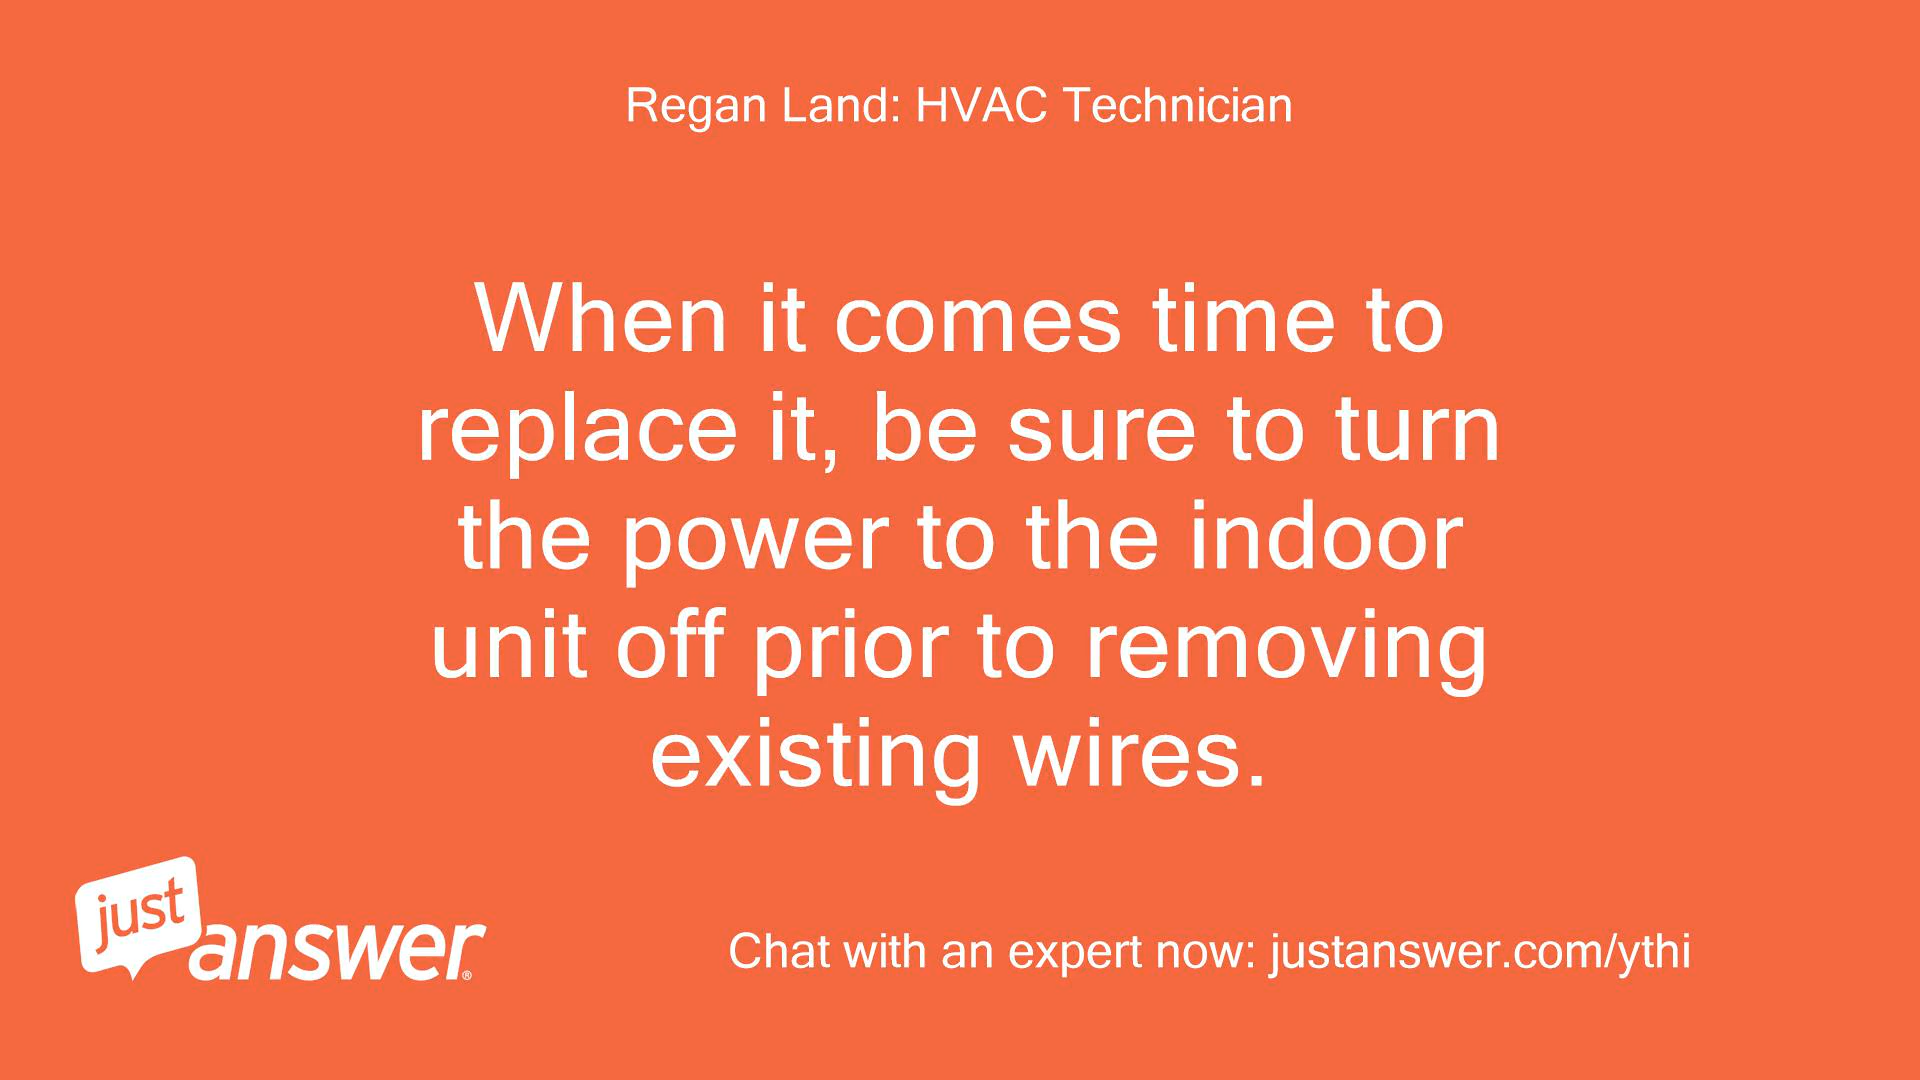 Regan Land: HVAC Technician
When it comes time to
replace it, be sure to turn
the power to the indoor
unit off prior to removing
existing wires.
just
answer®
Chat with an expert now: justanswer.com/ythi